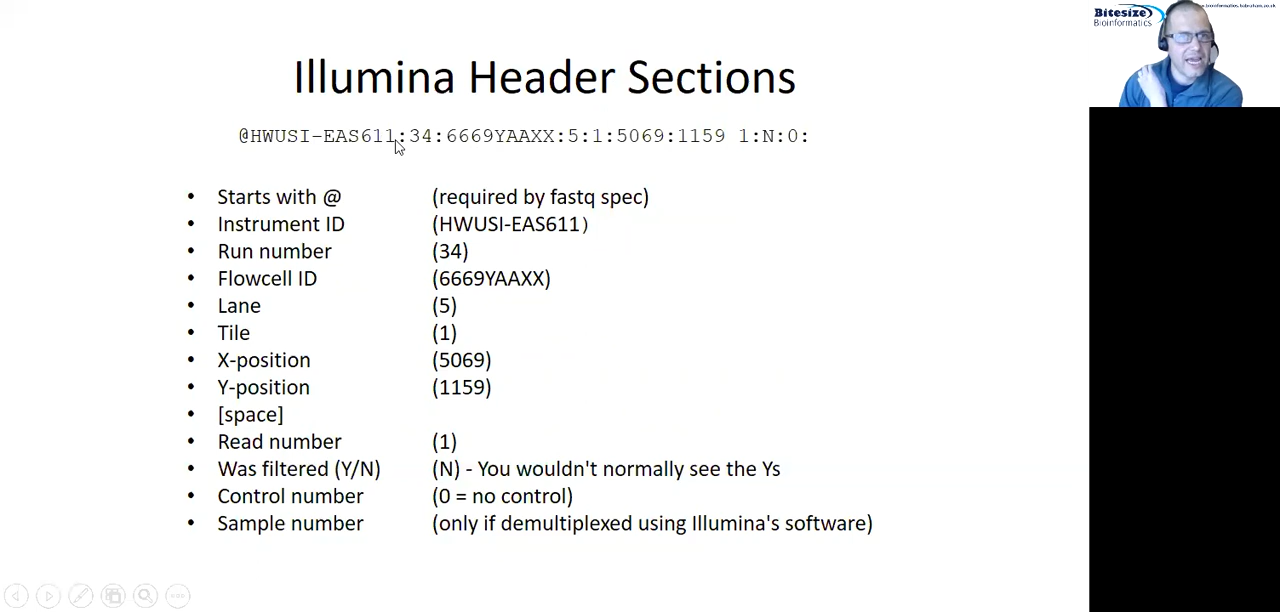 Bitesize
Bioinformatics
Illumina Header Sections
@HWUSI-EAS611:34:6669YAAXX:5:1:5069:1159 1:N:0:
• Starts with @ (required by fastq spec)
• Instrument ID (HWUSI-EAS611)
• Run number (34)
• Flowcell ID (6669YAAXX)
• Lane (5)
• Tile (1)
• X-position (5069)
• Y-position (1159)
• [space]
• Read number (1)
• Was filtered (Y/N) (N) - You wouldn't normally see the Ys
• Control number (0 = no control)
• Sample number (only if demultiplexed using Illumina's software)